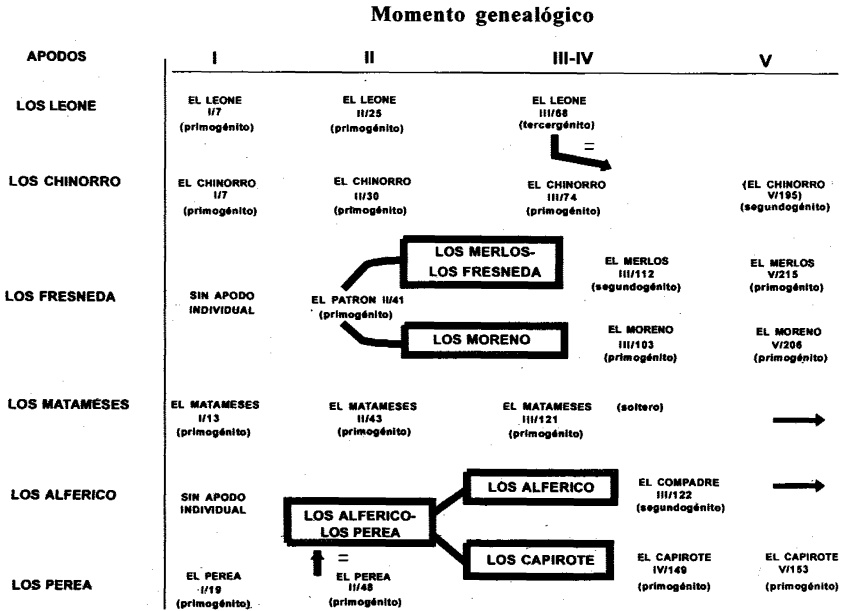 Momento genealógico
APODOS I II III-IV V
LOS LEONE
EL LEONE
I/7
(primogénito)
EL LEONE
II/25
(primogénito)
EL LEONE
III/68
(tercergénito)
=
LOS CHINORRO
EL CHINORRO
I/7
(primogénito)
EL CHINORRO
II/30
(primogénito)
EL CHINORRO
III/74
(primogénito)
(EL CHINORRO
V/195)
(segundogénito)
LOS FRESNEDA
SIN APODO
INDIVIDUAL
EL PATRON II/41
(primogénito)
LOS MERLOS-
LOS FRESNEDA
EL MERLOS
III/112
(segundogénito)
EL MERLOS
V/215
(primogénito)
LOS MORENO
EL MORENO
III/103
(primogénito)
EL MORENO
V/206
(primogénito)
LOS MATAMESES
EL MATAMESES
I/13
(primogénito)
EL MATAMESES
II/43
(primogénito)
EL MATAMESES
III/121
(primogénito)
(soltero)
LOS ALFERICO
SIN APODO
INDIVIDUAL
LOS ALFERICO-
LOS PEREA
LOS ALFERICO
EL COMPADRE
III/122
(segundogénito)
LOS CAPIROTE
EL CAPIROTE
IV/149
(primogénito)
EL CAPIROTE
V/153
(primogénito)
LOS PEREA
EL PEREA
I/19
(primogénito)
=
EL PEREA
II/48
(primogénito)